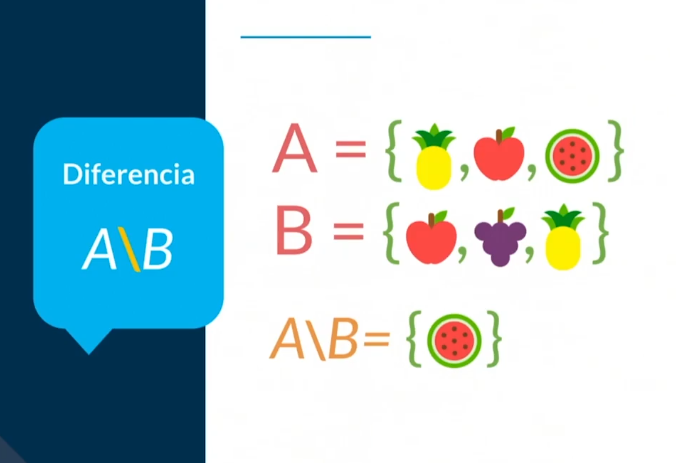 Diferencia
A\B
A = { , , }
B = { , , }
A\B= { }